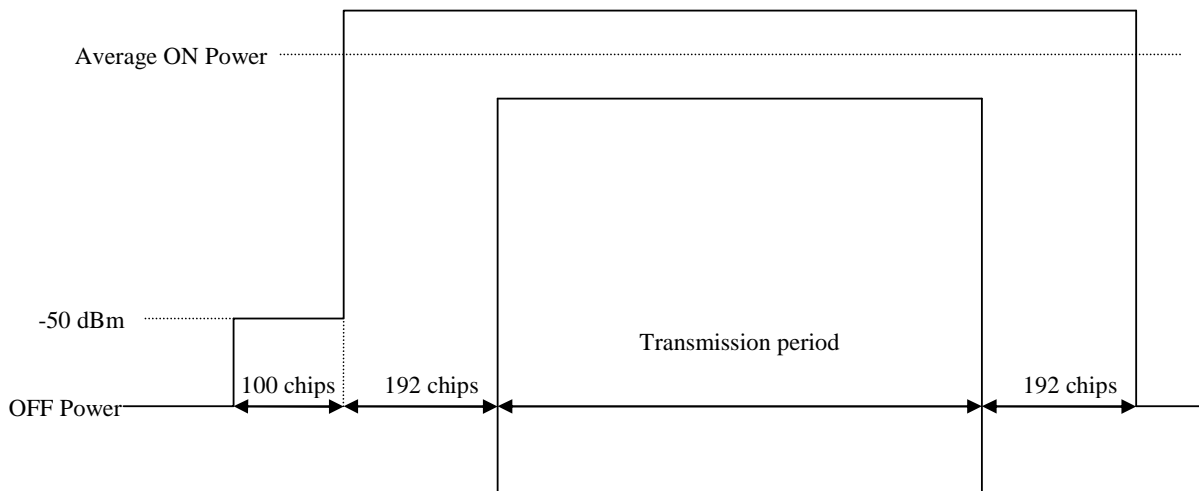 Average ON Power
-50 dBm
Transmission period
100 chips
192 chips
192 chips
OFF Power